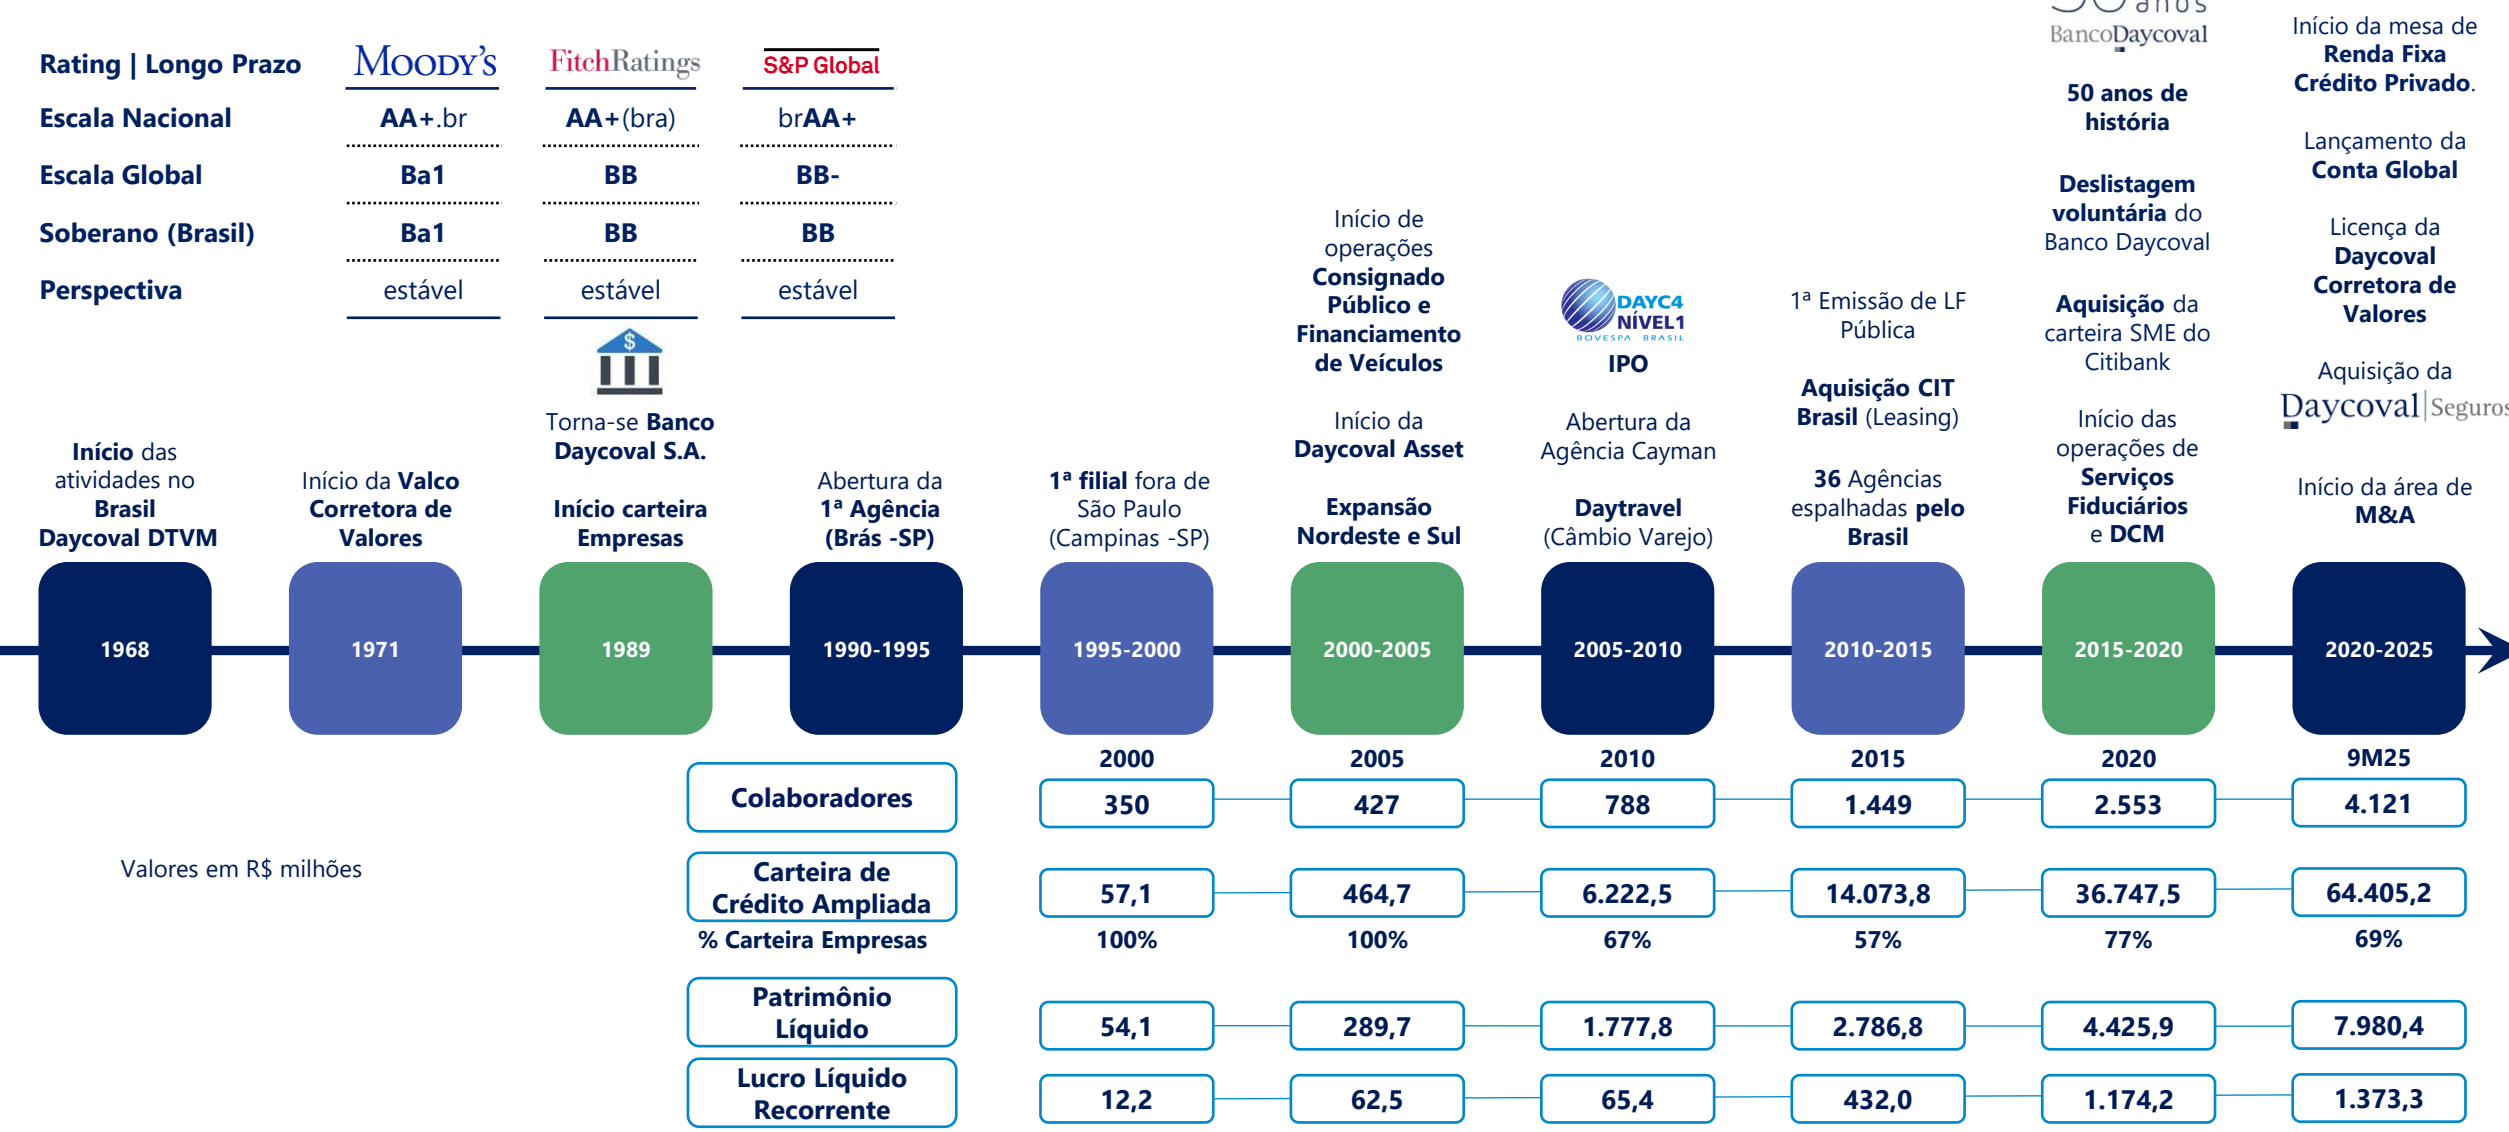 Rating | Longo Prazo
MOODY'S
FitchRatings
S&P Global
Escala Nacional
AA+.br
AA+(bra)
brAA+
Escala Global
Ba1
BB
BB-
Soberano (Brasil)
Ba1
BB
BB
Perspectiva
estável
estável
estável
Início das
atividades no
Brasil
Daycoval DTVM
Início da Valco
Corretora de
Valores
$
Torna-se Banco
Daycoval S.A.
Início carteira
Empresas
Abertura da
1ª Agência
(Brás -SP)
1ª filial fora de
São Paulo
(Campinas -SP)
Início de
operações
Consignado
Público e
Financiamento
de Veículos
Início da
Daycoval Asset
Expansão
Nordeste e Sul
DAYC4
NÍVEL1
BOVESPA BRASIL
IPO
Abertura da
Agência Cayman
Daytravel
(Câmbio Varejo)
1ª Emissão de LF
Pública
Aquisição CIT
Brasil (Leasing)
36 Agências
espalhadas pelo
Brasil
anos
BancoDaycoval
50 anos de
história
Deslistagem
voluntária do
Banco Daycoval
Aquisição da
carteira SME do
Citibank
Início das
operações de
Serviços
Fiduciários
e DCM
Início da mesa de
Renda Fixa
Crédito Privado.
Lançamento da
Conta Global
Licença da
Daycoval
Corretora de
Valores
Aquisição da
Daycoval|Seguros
Início da área de
M&A
1968
1971
1989
1990-1995
1995-2000
2000-2005
2005-2010
2010-2015
2015-2020
2020-2025
2000
2005
2010
2015
2020
9M25
Colaboradores
350
427
788
1.449
2.553
4.121
Valores em R$ milhões
Carteira de
Crédito Ampliada
57,1
464,7
6.222,5
14.073,8
36.747,5
64.405,2
% Carteira Empresas
100%
100%
67%
57%
77%
69%
Patrimônio
Líquido
54,1
289,7
1.777,8
2.786,8
4.425,9
7.980,4
Lucro Líquido
Recorrente
12,2
62,5
65,4
432,0
1.174,2
1.373,3